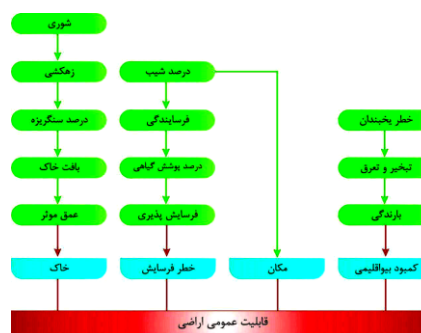 شوری
زهکشی
درصد شیب
درصد سنگریزه
فرسایندگی
خطر یخبندان
بافت خاک
درصد پوشش گیاهی
تبخیر و تعرق
عمق موثر
فرسایش پذیری
بارندگی
خاک
خطر فرسایش
مکان
کمبود بیواقلیمی
قابلیت عمومی اراضی